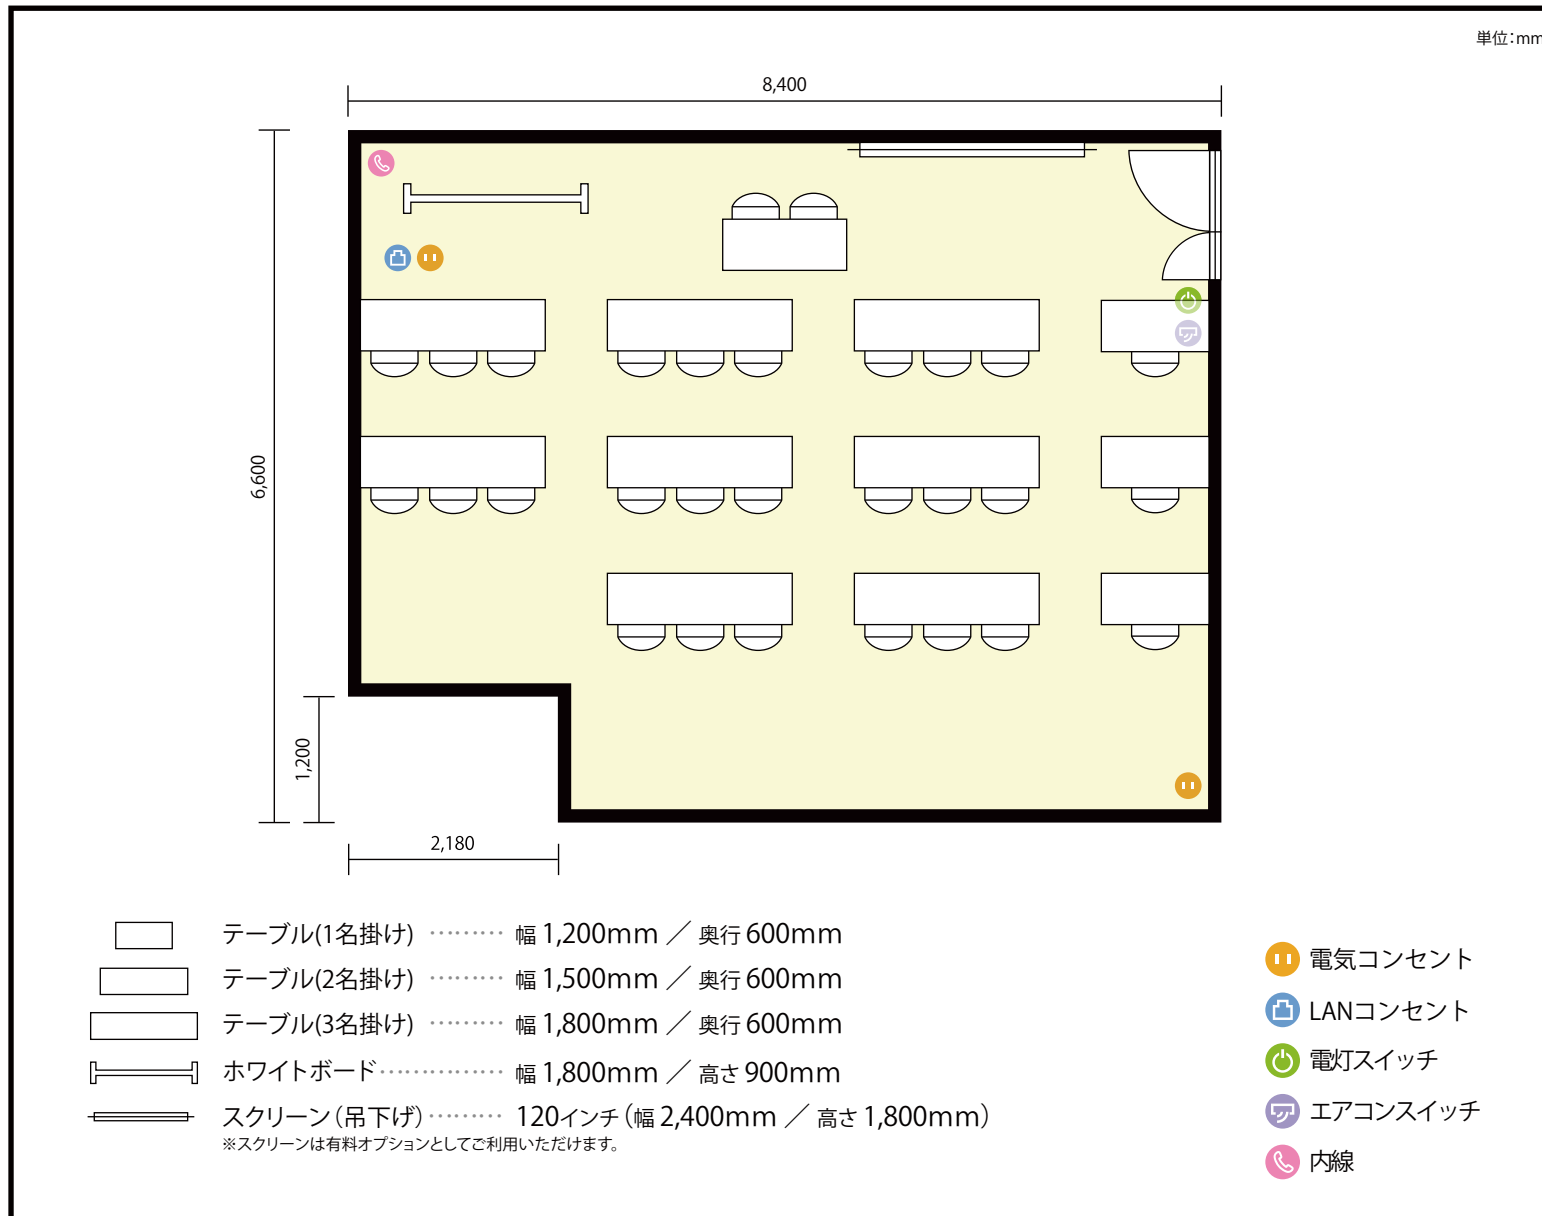 単位:mm
8,400
6,600
1,200
2,180
テーブル(1名掛け) ········· 幅 1,200mm ／ 奥行 600mm
テーブル(2名掛け) ········· 幅 1,500mm ／ 奥行 600mm
テーブル(3名掛け) ········· 幅 1,800mm ／ 奥行 600mm
ホワイトボード··············· 幅 1,800mm ／ 高さ 900mm
スクリーン(吊下げ) ········· 120インチ(幅 2,400mm ／ 高さ 1,800mm)
※スクリーンは有料オプションとしてご利用いただけます。
電気コンセント
LANコンセント
電灯スイッチ
エアコンスイッチ
内線